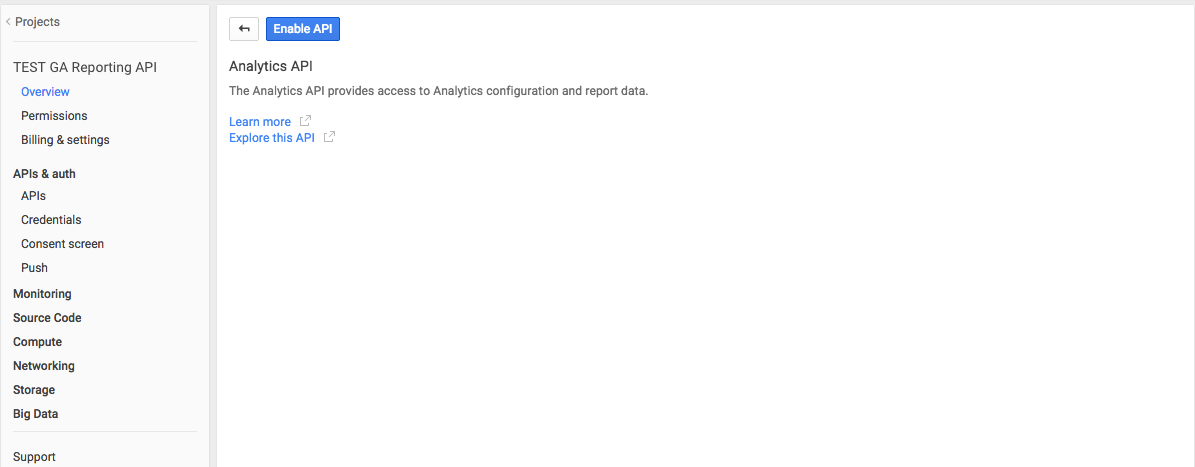 Projects
TEST GA Reporting API
Overview
Permissions
Billing & settings
APIs & auth
APIs
Credentials
Consent screen
Push
Monitoring
Source Code
Compute
Networking
Storage
Big Data
Support
Enable API
Analytics API
The Analytics API provides access to Analytics configuration and report data.
Learn more
Explore this API